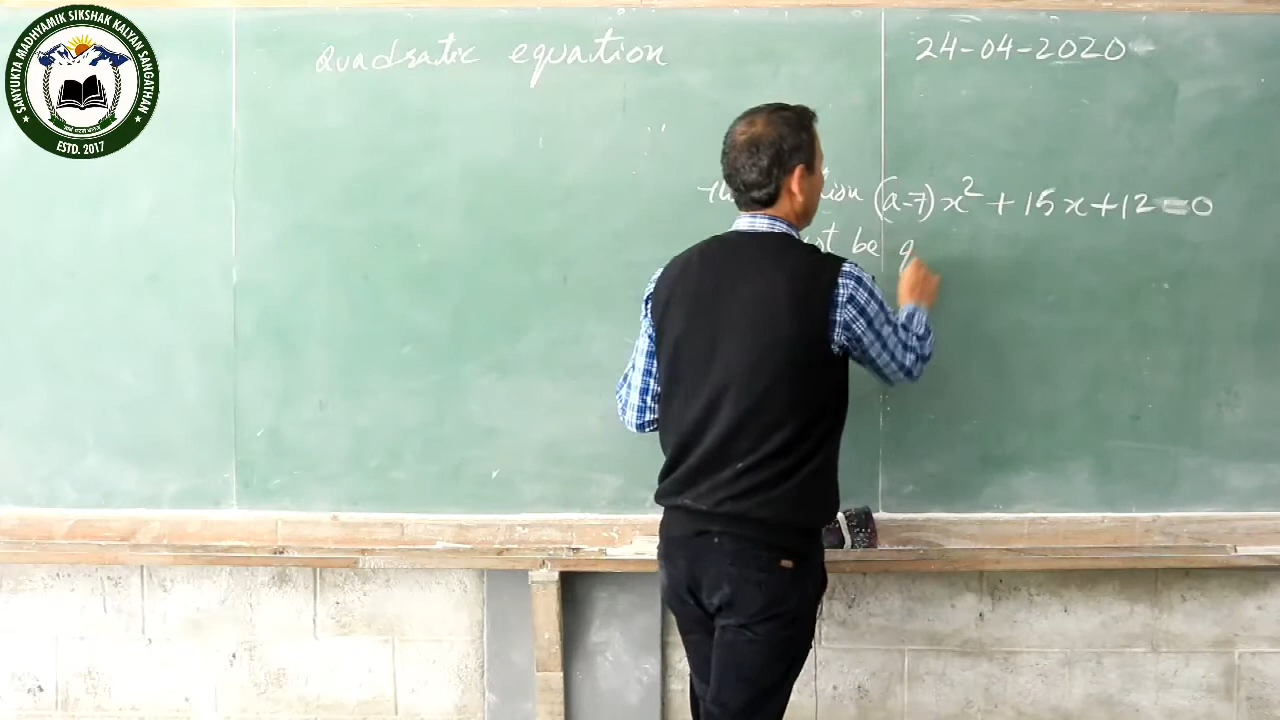 SANYUKTA MADHYAMIK SIKSHAK KALYAN SANGATHAN
ESTD. 2017
Quadratic equation
24-04-2020
(a-7)x² + 15x + 12 = 0
be q